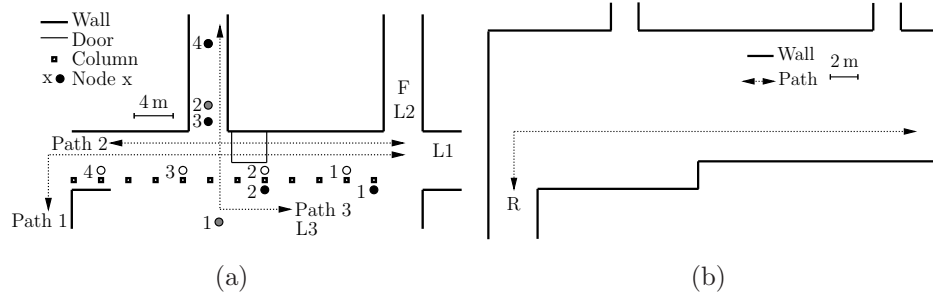 Wall
Door
Column
x Node x
4 m
4
2
3
F
L2
L1
Path 2
4
3
2
1
2
1
Path 1
1
Path 3
L3
(a)
Wall
Path
2 m
R
(b)